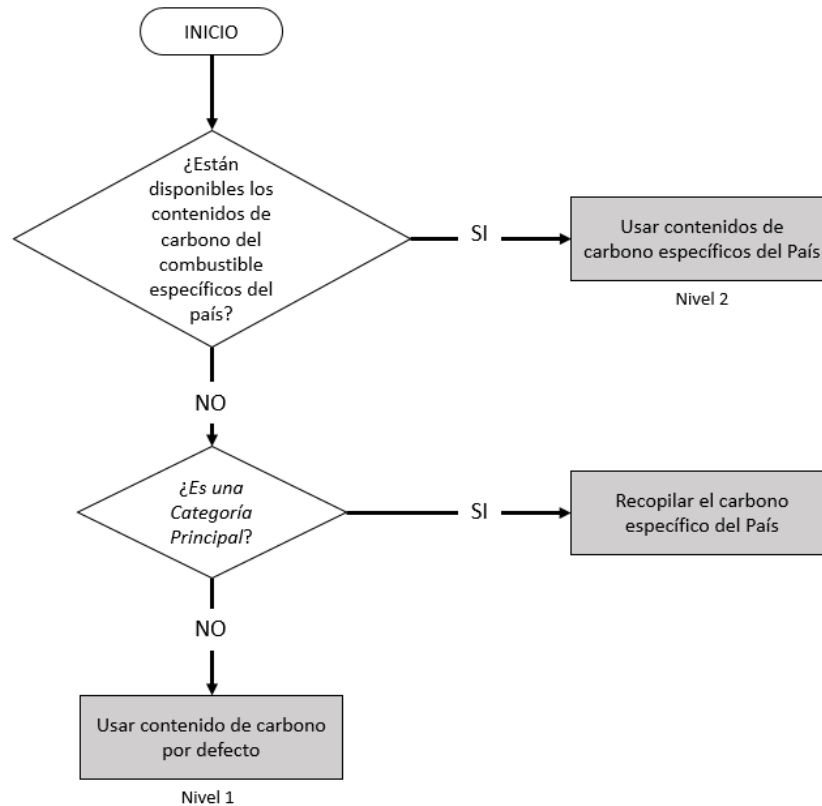 INICIO
¿Están
disponibles los
contenidos de
carbono del
combustible
específicos del
país?
SI
Usar contenidos de
carbono específicos del País
Nivel 2
NO
¿Es una
Categoría
Principal?
SI
Recopilar el carbono
específico del País
NO
Usar contenido de carbono
por defecto
Nivel 1